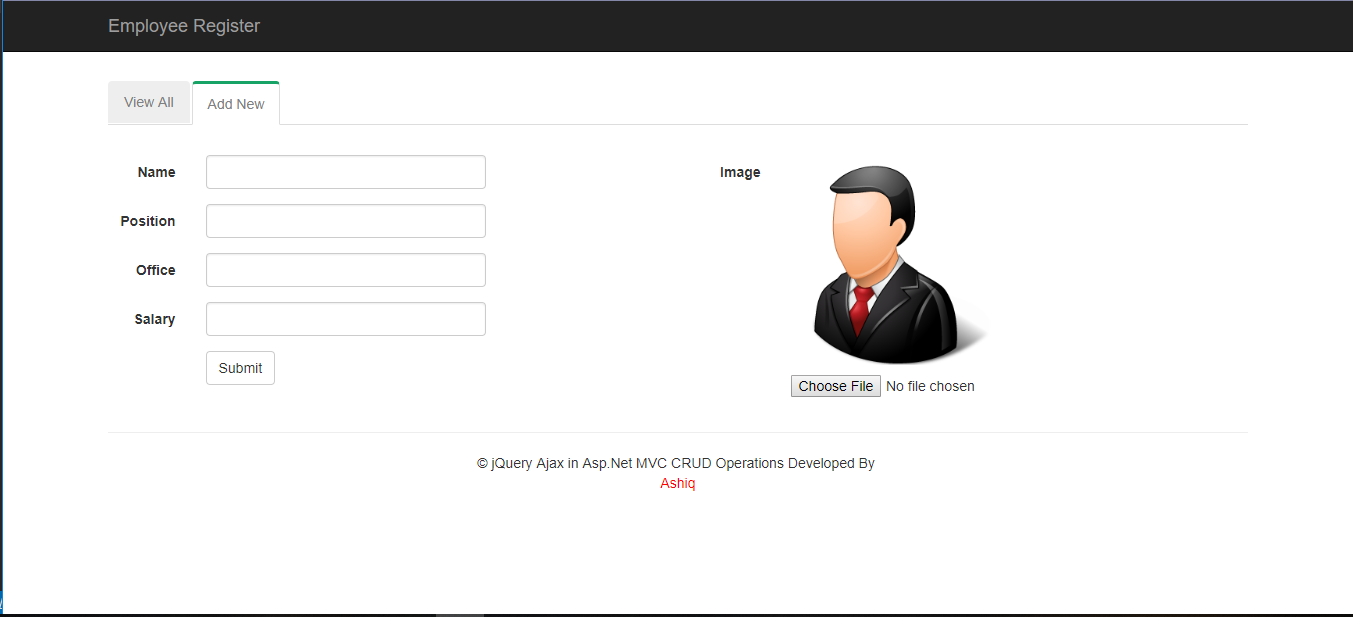 Employee Register
View All
Add New
Name
Position
Office
Salary
Submit
Image
Choose File No file chosen
© jQuery Ajax in Asp.Net MVC CRUD Operations Developed By
Ashiq